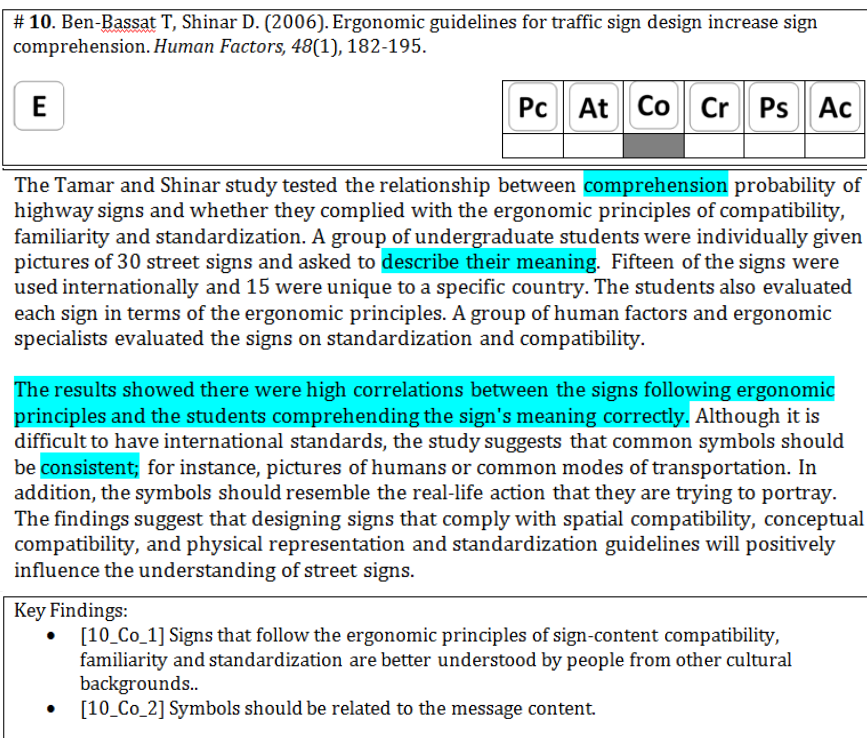 # 10. Ben-Bassat T, Shinar D. (2006). Ergonomic guidelines for traffic sign design increase sign
comprehension. Human Factors, 48(1), 182-195.
E
Pc At Co Cr Ps Ac
The Tamar and Shinar study tested the relationship between comprehension probability of
highway signs and whether they complied with the ergonomic principles of compatibility,
familiarity and standardization. A group of undergraduate students were individually given
pictures of 30 street signs and asked to describe their meaning. Fifteen of the signs were
used internationally and 15 were unique to a specific country. The students also evaluated
each sign in terms of the ergonomic principles. A group of human factors and ergonomic
specialists evaluated the signs on standardization and compatibility.
The results showed there were high correlations between the signs following ergonomic
principles and the students comprehending the sign's meaning correctly. Although it is
difficult to have international standards, the study suggests that common symbols should
be consistent; for instance, pictures of humans or common modes of transportation. In
addition, the symbols should resemble the real-life action that they are trying to portray.
The findings suggest that designing signs that comply with spatial compatibility, conceptual
compatibility, and physical representation and standardization guidelines will positively
influence the understanding of street signs.
Key Findings:
• [10_Co_1] Signs that follow the ergonomic principles of sign-content compatibility,
familiarity and standardization are better understood by people from other cultural
backgrounds..
• [10_Co_2] Symbols should be related to the message content.